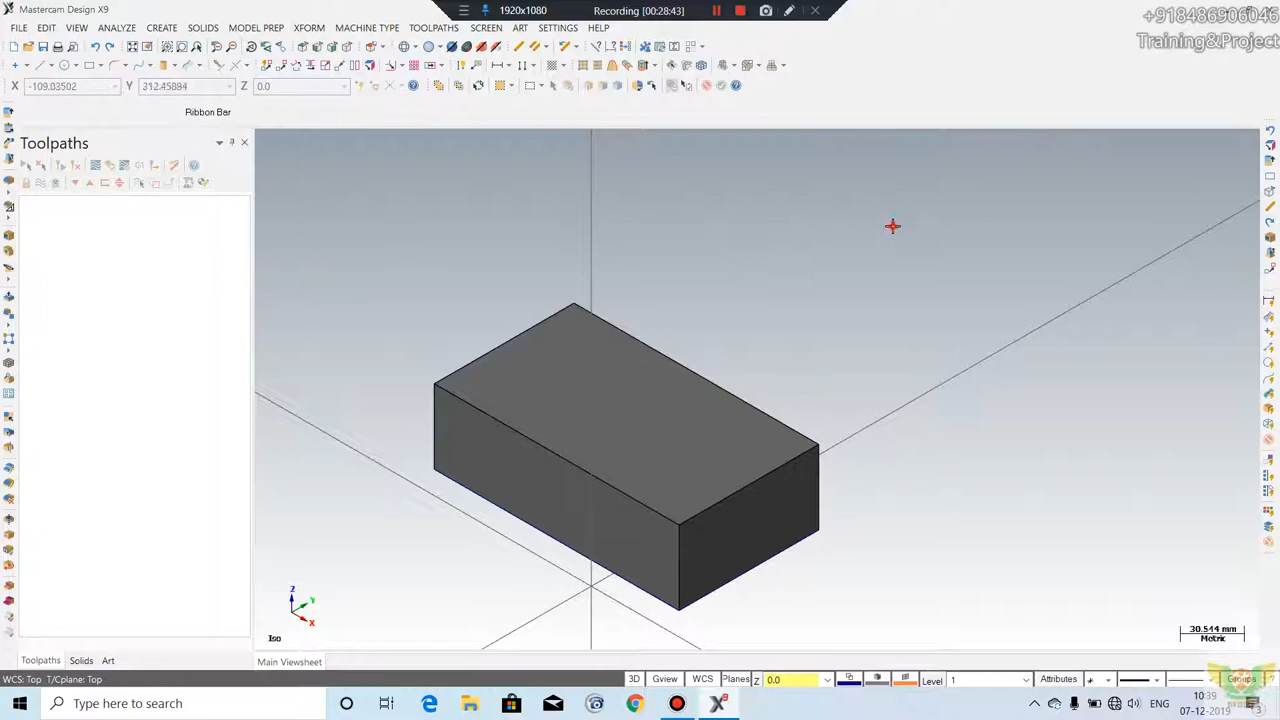 Mastercam Design X9
1920x1080
Recording [00:28:43]
+918486906046
Training&Project
FILE EDIT VIEW ANALYZE CREATE SOLIDS MODEL PREP XFORM MACHINE TYPE TOOLPATHS SCREEN ART SETTINGS HELP
X -109.03502 Y 312.45884 Z 0.0
Ribbon Bar
Toolpaths
Z
Y
X
Iso
30.544 mm
Metric
Toolpaths Solids Art
Main Viewsheet
WCS: Top T/Cplane: Top
3D Gview WCS Planes Z 0.0 Level 1 Attributes Groups ?
Type here to search
ENG
10:39
07-12-2019